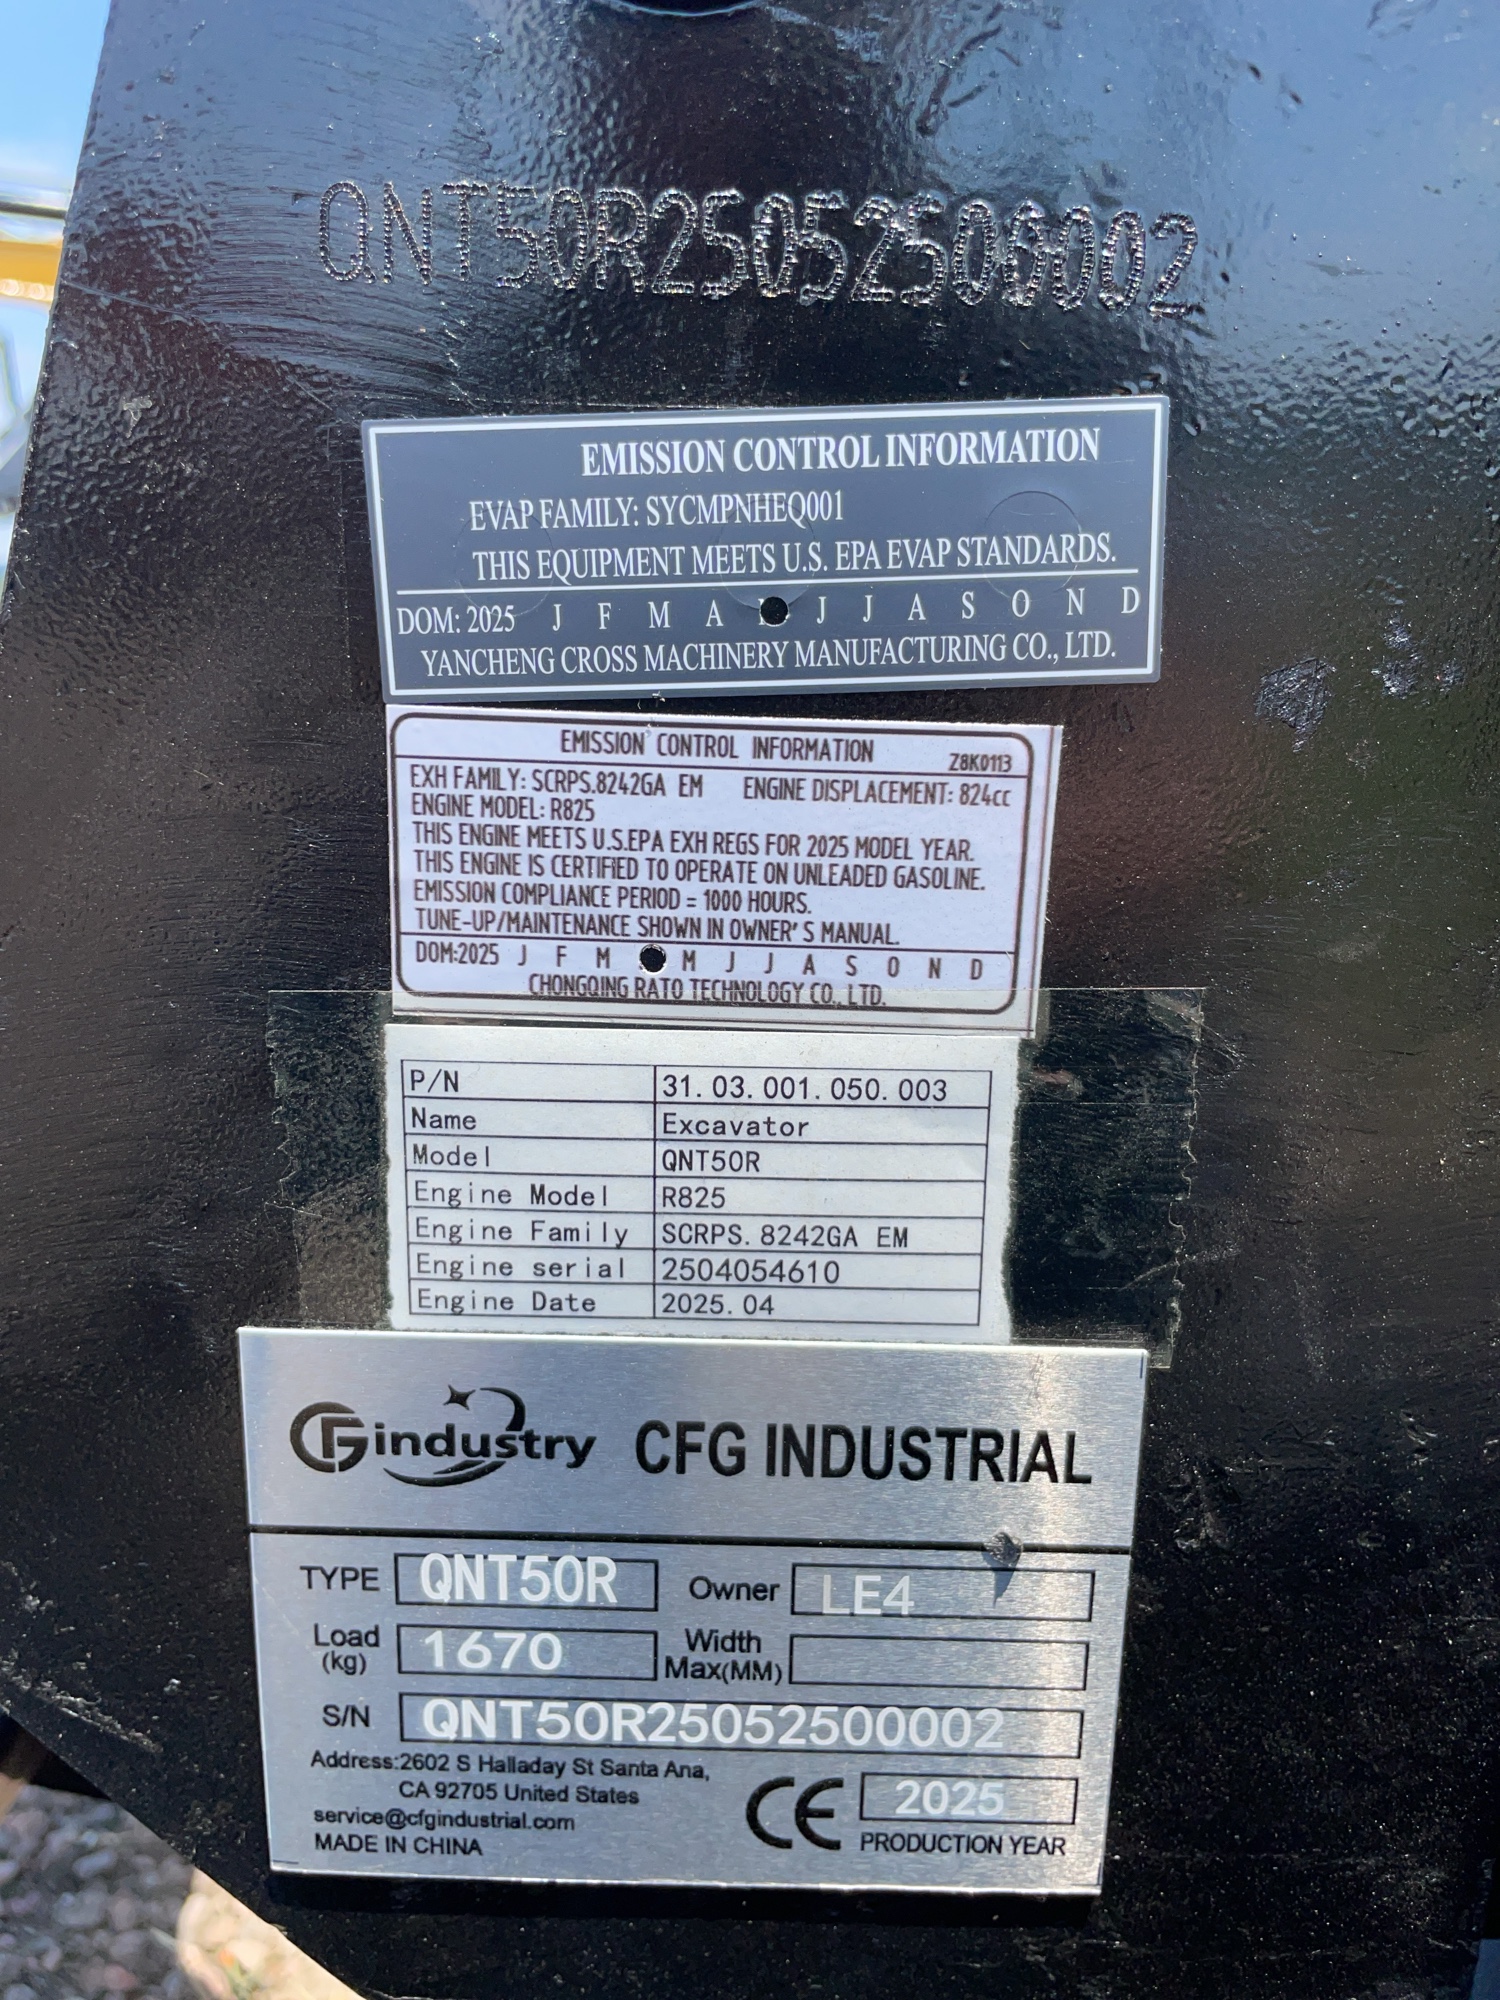 QNT50R25052500002
EMISSION CONTROL INFORMATION
EVAP FAMILY: SYCMPNHEQ001
THIS EQUIPMENT MEETS U.S. EPA EVAP STANDARDS.
DOM: 2025 J F M A J J A S O N D
YANCHENG CROSS MACHINERY MANUFACTURING CO., LTD.
EMISSION CONTROL INFORMATION Z8K0113
EXH FAMILY: SCRPS.8242GA EM ENGINE DISPLACEMENT: 824cc
ENGINE MODEL: R825
THIS ENGINE MEETS U.S.EPA EXH REGS FOR 2025 MODEL YEAR.
THIS ENGINE IS CERTIFIED TO OPERATE ON UNLEADED GASOLINE.
EMISSION COMPLIANCE PERIOD = 1000 HOURS.
TUNE-UP/MAINTENANCE SHOWN IN OWNER'S MANUAL.
DOM:2025 J F M M J J A S O N D
CHONGQING RATO TECHNOLOGY CO., LTD.
P/N 31.03.001.050.003
Name Excavator
Model QNT50R
Engine Model R825
Engine Family SCRPS.8242GA EM
Engine serial 2504054610
Engine Date 2025.04
CFG industry CFG INDUSTRIAL
TYPE QNT50R Owner LE4
Load (kg) 1670 Width Max(MM)
S/N QNT50R25052500002
Address:2602 S Halladay St Santa Ana,
CA 92705 United States
service@cfgindustrial.com
MADE IN CHINA
CE 2025
PRODUCTION YEAR